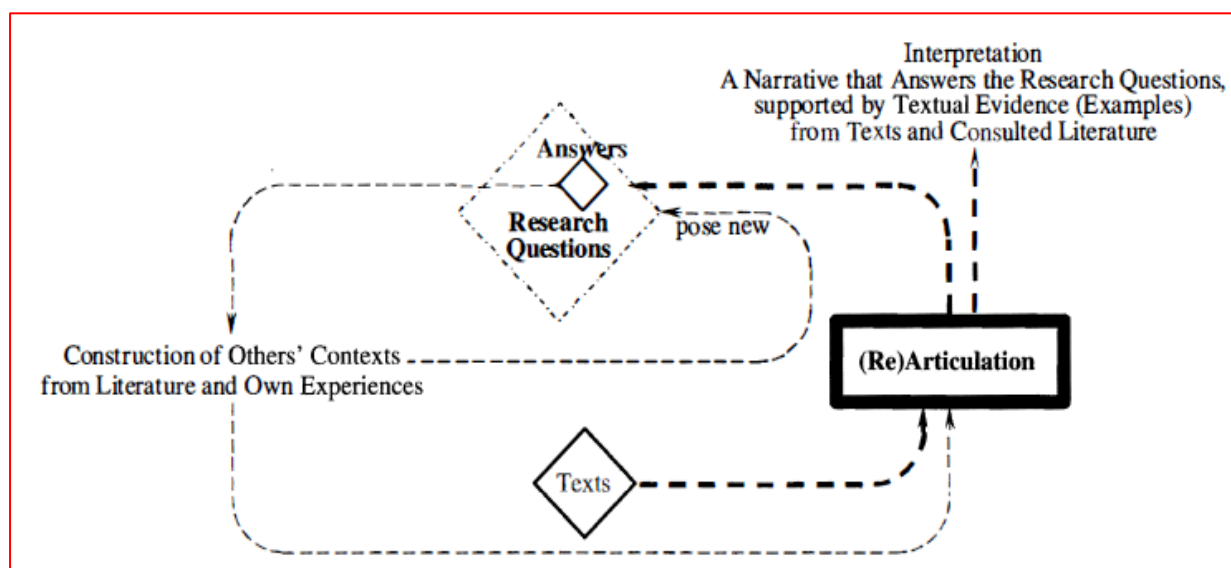 Interpretation
A Narrative that Answers the Research Questions,
supported by Textual Evidence (Examples)
from Texts and Consulted Literature
Answers
Research
Questions
pose new
Construction of Others' Contexts
from Literature and Own Experiences
(Re)Articulation
Texts